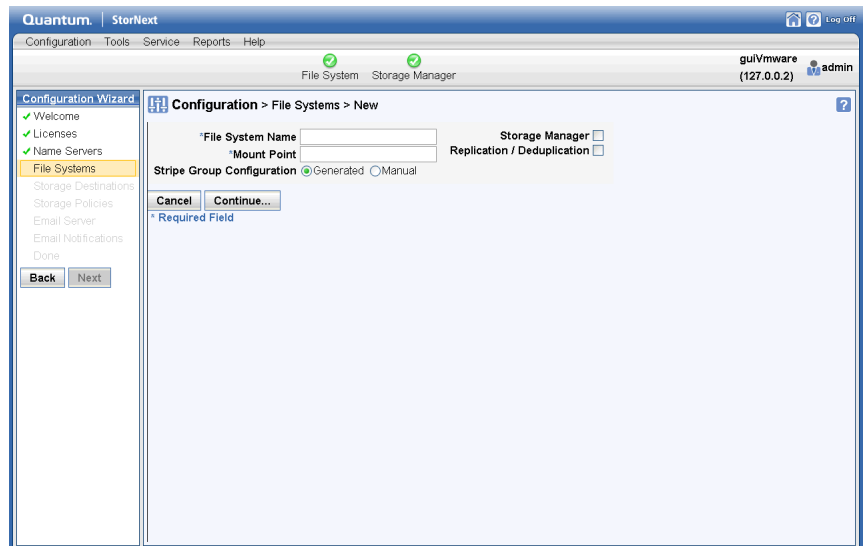 Quantum. StorNext
Log Off
Configuration Tools Service Reports Help
File System Storage Manager
guiVmware
(127.0.0.2)
admin
Configuration Wizard
Welcome
Licenses
Name Servers
File Systems
Storage Destinations
Storage Policies
Email Server
Email Notifications
Done
Back Next
Configuration > File Systems > New
?
*File System Name
Storage Manager
*Mount Point
Replication / Deduplication
Stripe Group Configuration Generated Manual
Cancel Continue...
* Required Field